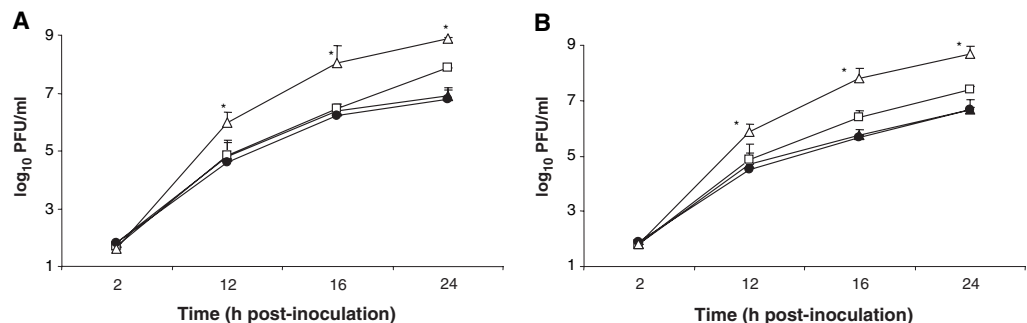 A
9
7
5
3
1
log10 PFU/ml
*
*
*
2 12 16 24
Time (h post-inoculation)
B
9
7
5
3
1
log10 PFU/ml
*
*
*
2 12 16 24
Time (h post-inoculation)